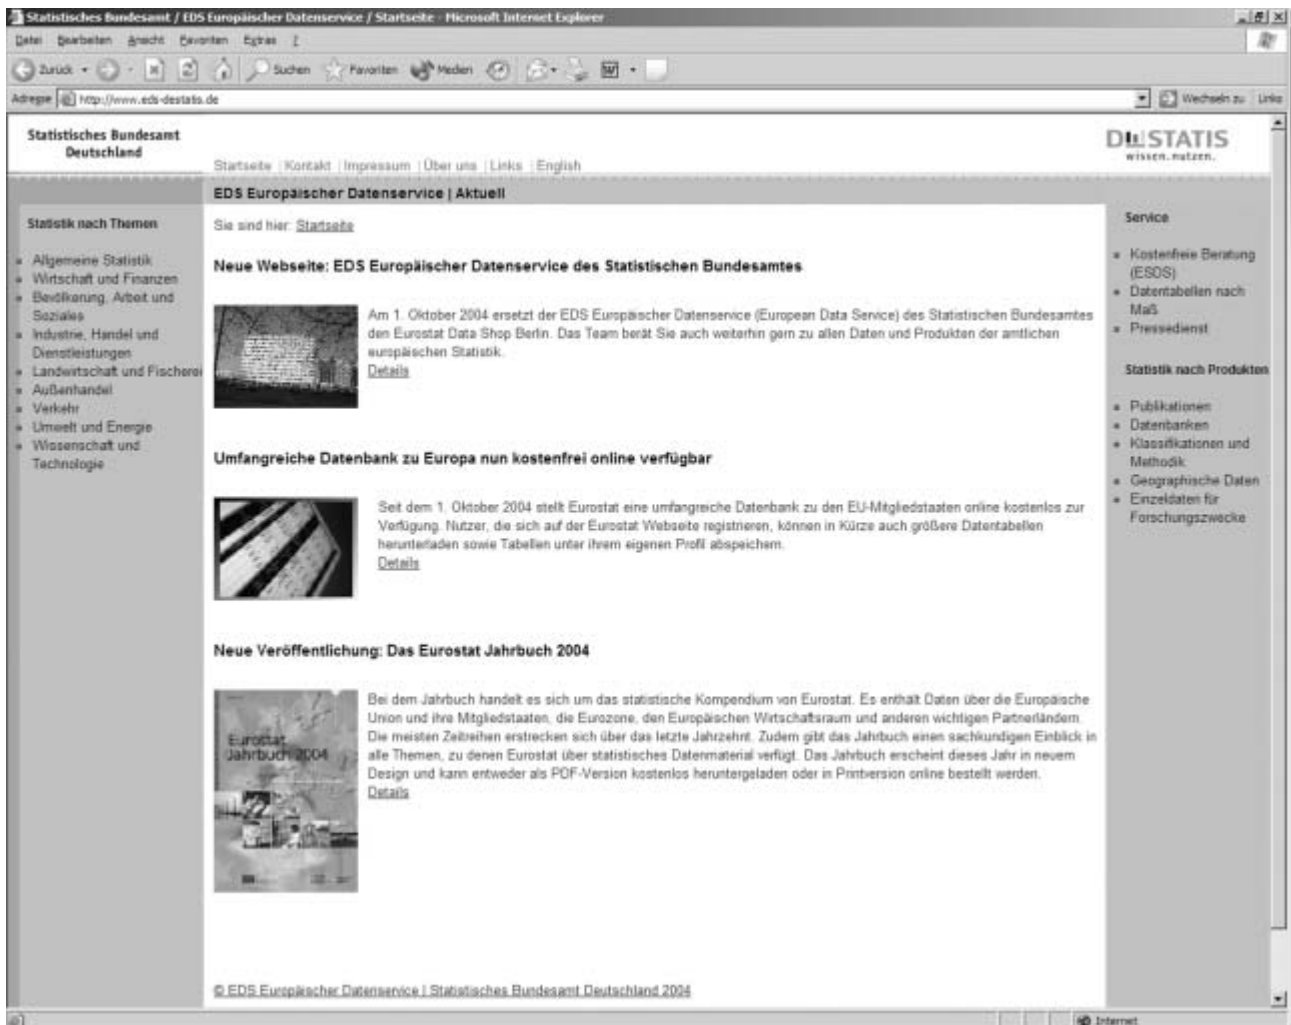 Statistisches Bundesamt / EDS Europäischer Datenservice / Startseite - Microsoft Internet Explorer
Datei Bearbeiten Ansicht Favoriten Extras ?
Zurück Suchen Favoriten Medien
Adresse http://www.eds-destatis.de Wechseln zu Links
Statistisches Bundesamt
Deutschland
DESTATIS
wissen.nutzen.
Startseite | Kontakt | Impressum | Über uns | Links | English
EDS Europäischer Datenservice | Aktuell
Statistik nach Themen
Allgemeine Statistik
Wirtschaft und Finanzen
Bevölkerung, Arbeit und
Soziales
Industrie, Handel und
Dienstleistungen
Landwirtschaft und Fischerei
Außenhandel
Verkehr
Umwelt und Energie
Wissenschaft und
Technologie
Sie sind hier: Startseite
Neue Webseite: EDS Europäischer Datenservice des Statistischen Bundesamtes
Am 1. Oktober 2004 ersetzt der EDS Europäischer Datenservice (European Data Service) des Statistischen Bundesamtes
den Eurostat Data Shop Berlin. Das Team berät Sie auch weiterhin gern zu allen Daten und Produkten der amtlichen
europäischen Statistik.
Details
Umfangreiche Datenbank zu Europa nun kostenfrei online verfügbar
Seit dem 1. Oktober 2004 stellt Eurostat eine umfangreiche Datenbank zu den EU-Mitgliedstaaten online kostenlos zur
Verfügung. Nutzer, die sich auf der Eurostat Webseite registrieren, können in Kürze auch größere Datentabellen
herunterladen sowie Tabellen unter ihrem eigenen Profil abspeichern.
Details
Neue Veröffentlichung: Das Eurostat Jahrbuch 2004
Eurostat
Jahrbuch 2004
Bei dem Jahrbuch handelt es sich um das statistische Kompendium von Eurostat. Es enthält Daten über die Europäische
Union und ihre Mitgliedstaaten, die Eurozone, den Europäischen Wirtschaftsraum und anderen wichtigen Partnerländern.
Die meisten Zeitreihen erstrecken sich über das letzte Jahrzehnt. Zudem gibt das Jahrbuch einen sachkundigen Einblick in
alle Themen, zu denen Eurostat über statistisches Datenmaterial verfügt. Das Jahrbuch erscheint dieses Jahr in neuem
Design und kann entweder als PDF-Version kostenlos heruntergeladen oder in Printversion online bestellt werden.
Details
© EDS Europäischer Datenservice | Statistisches Bundesamt Deutschland 2004
Service
Kostenfreie Beratung
(ESDS)
Datentabellen nach
Maß
Pressedienst
Statistik nach Produkten
Publikationen
Datenbanken
Klassifikationen und
Methodik
Geographische Daten
Einzeldaten für
Forschungszwecke
Internet